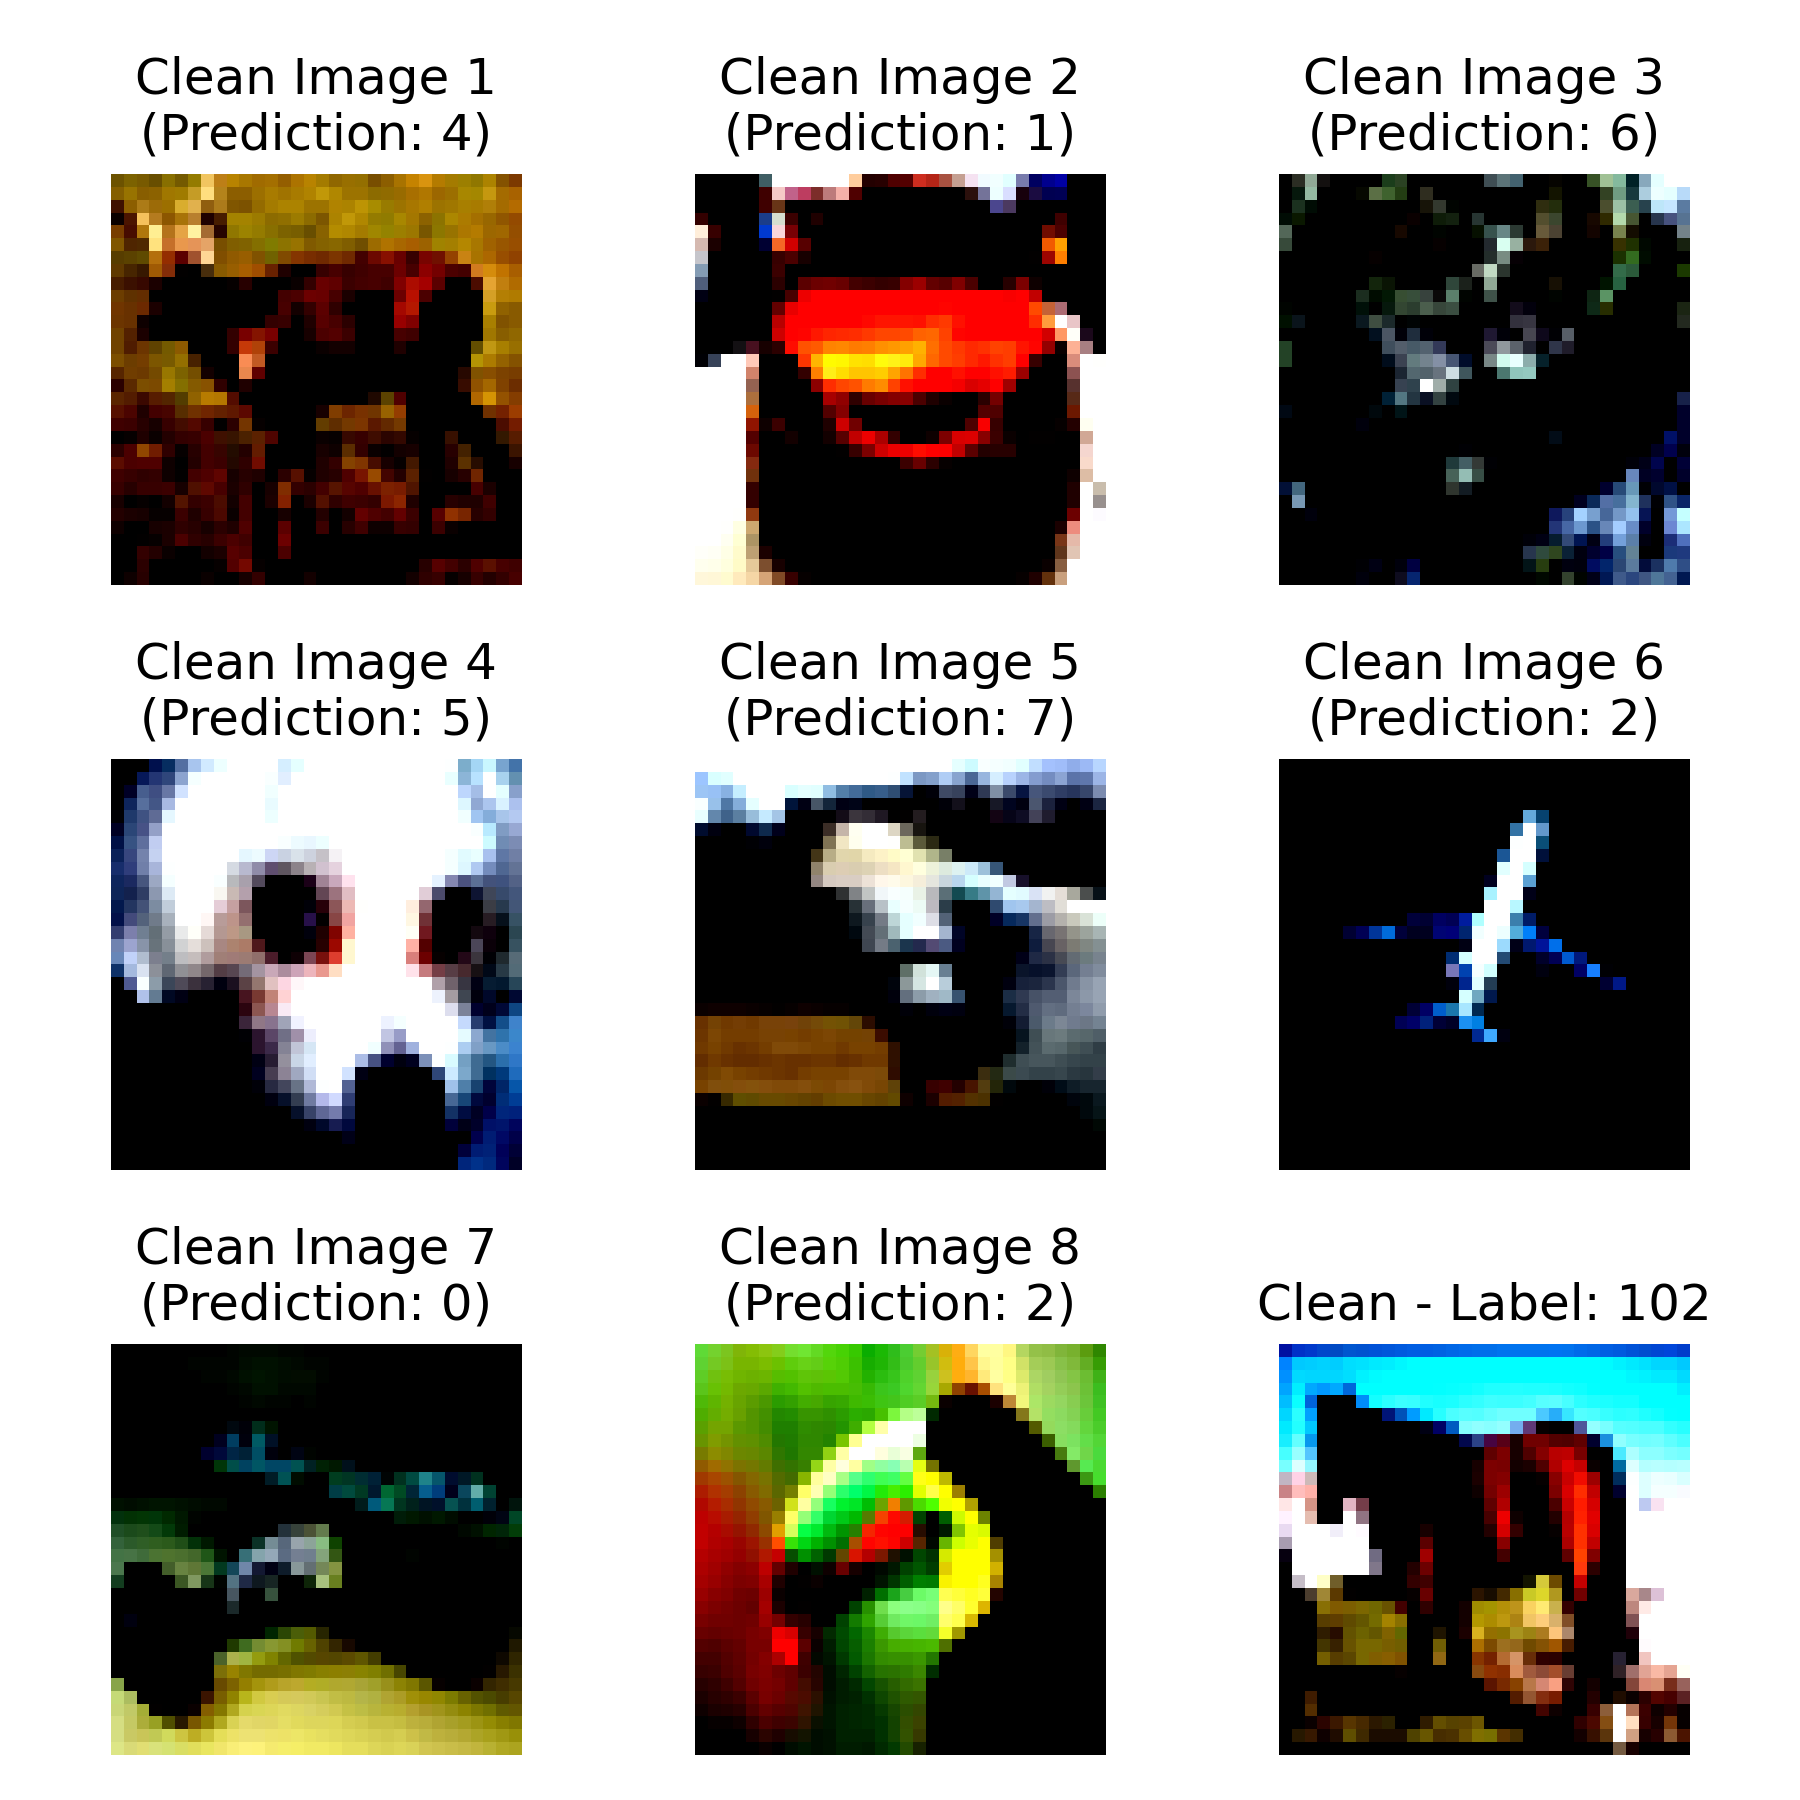 Clean Image 1
(Prediction: 4)
Clean Image 2
(Prediction: 1)
Clean Image 3
(Prediction: 6)
Clean Image 4
(Prediction: 5)
Clean Image 5
(Prediction: 7)
Clean Image 6
(Prediction: 2)
Clean Image 7
(Prediction: 0)
Clean Image 8
(Prediction: 2)
Clean - Label: 102